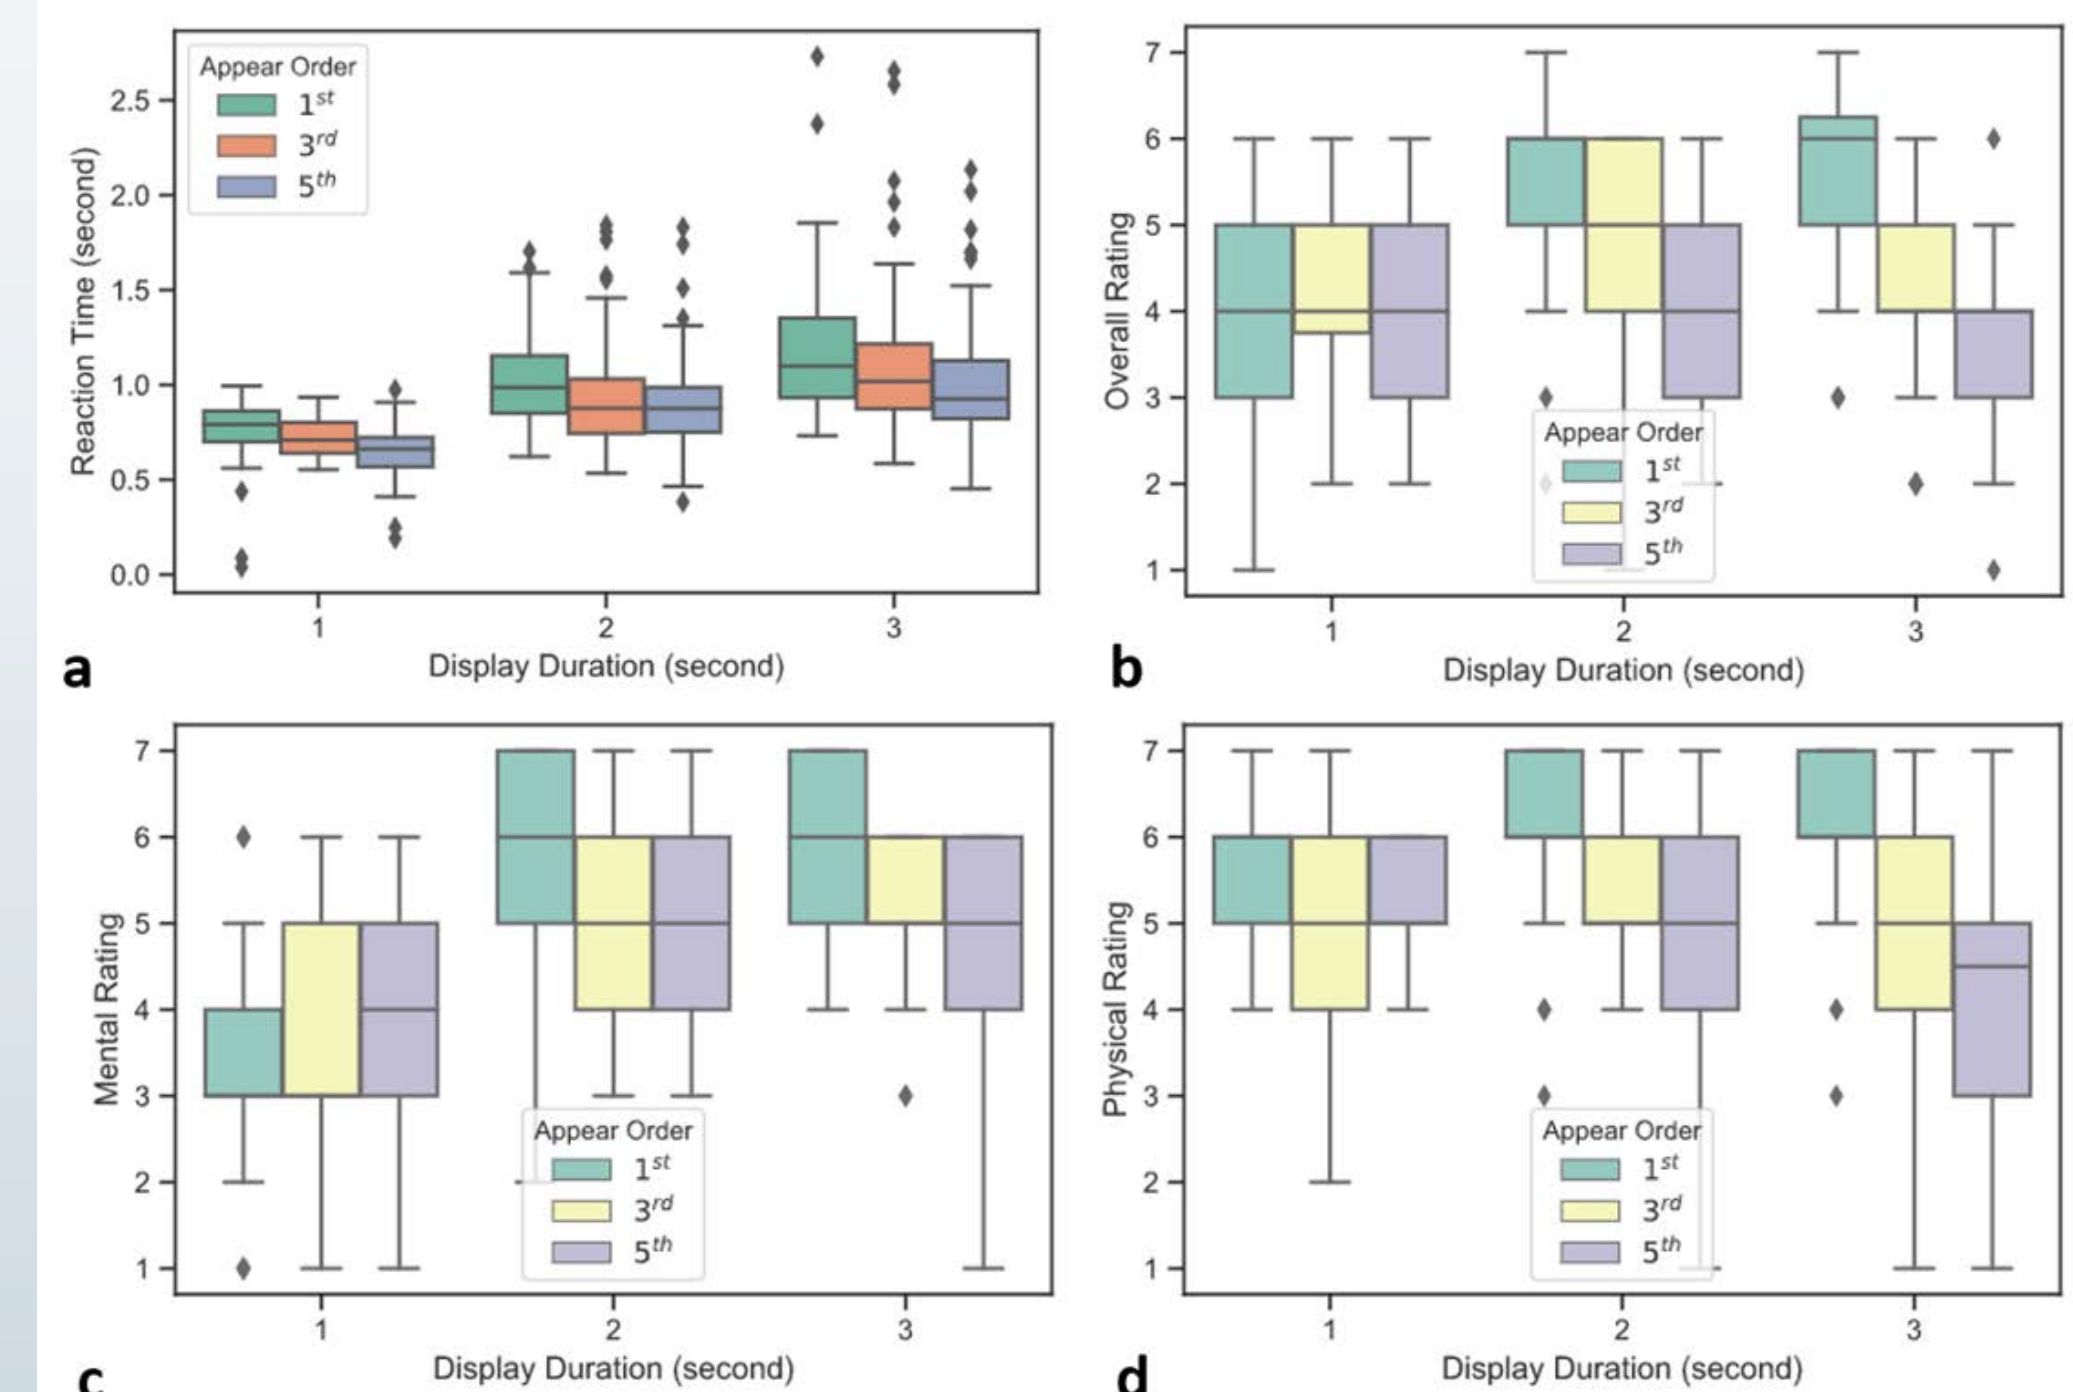 Appear Order
1st
3rd
5th
2.5
2.0
1.5
1.0
0.5
0.0
Reaction Time (second)
1 2 3
Display Duration (second)
a
7
6
5
4
3
2
1
Overall Rating
Appear Order
1st
3rd
5th
1 2 3
Display Duration (second)
b
7
6
5
4
3
2
1
Mental Rating
Appear Order
1st
3rd
5th
1 2 3
Display Duration (second)
c
7
6
5
4
3
2
1
Physical Rating
Appear Order
1st
3rd
5th
1 2 3
Display Duration (second)
d